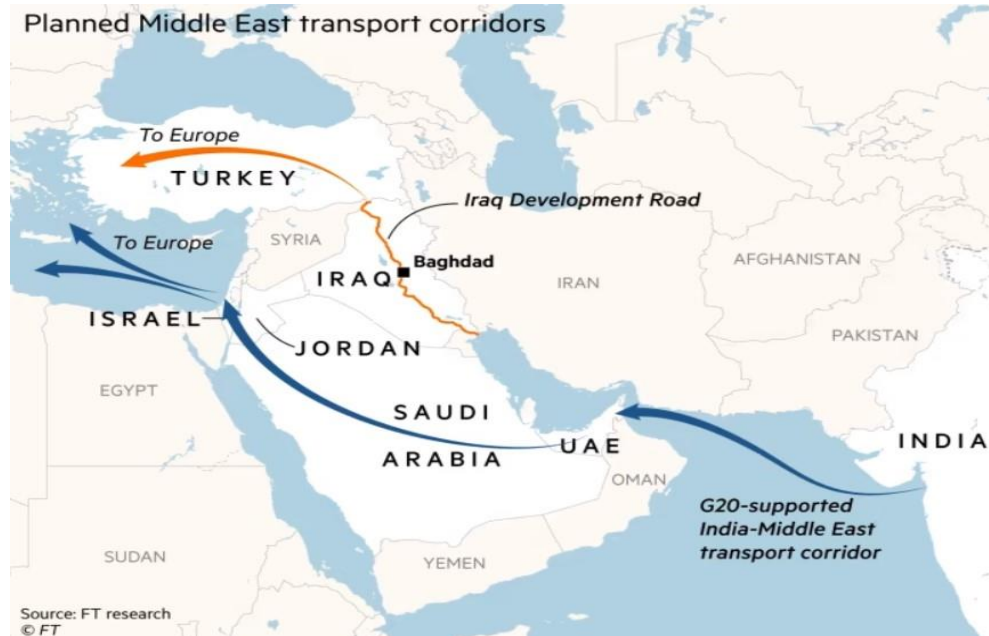 Planned Middle East transport corridors
To Europe
TURKEY
Iraq Development Road
To Europe
SYRIA
Baghdad
IRAQ
IRAN
AFGHANISTAN
ISRAEL
JORDAN
PAKISTAN
EGYPT
SAUDI
ARABIA
UAE
INDIA
OMAN
G20-supported
India-Middle East
transport corridor
SUDAN
YEMEN
Source: FT research
© FT